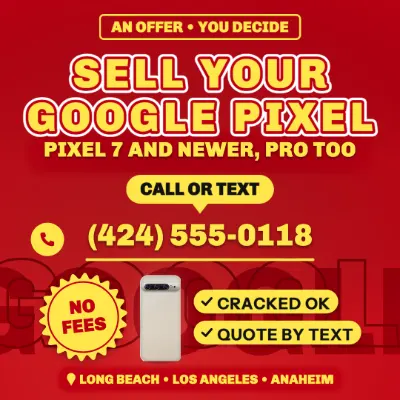 AN OFFER • YOU DECIDE
SELL YOUR
GOOGLE PIXEL
PIXEL 7 AND NEWER, PRO TOO
CALL OR TEXT
(424) 555-0118
GOOGLE
NO
FEES
CRACKED OK
QUOTE BY TEXT
LONG BEACH • LOS ANGELES • ANAHEIM